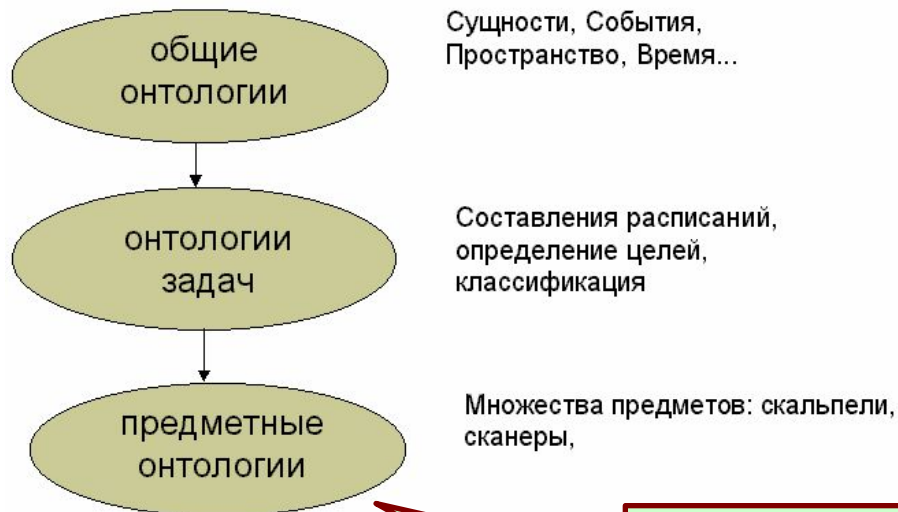 общие
онтологии
Сущности, События,
Пространство, Время...
онтологии
задач
Составления расписаний,
определение целей,
классификация
предметные
онтологии
Множества предметов: скальпели,
сканеры,